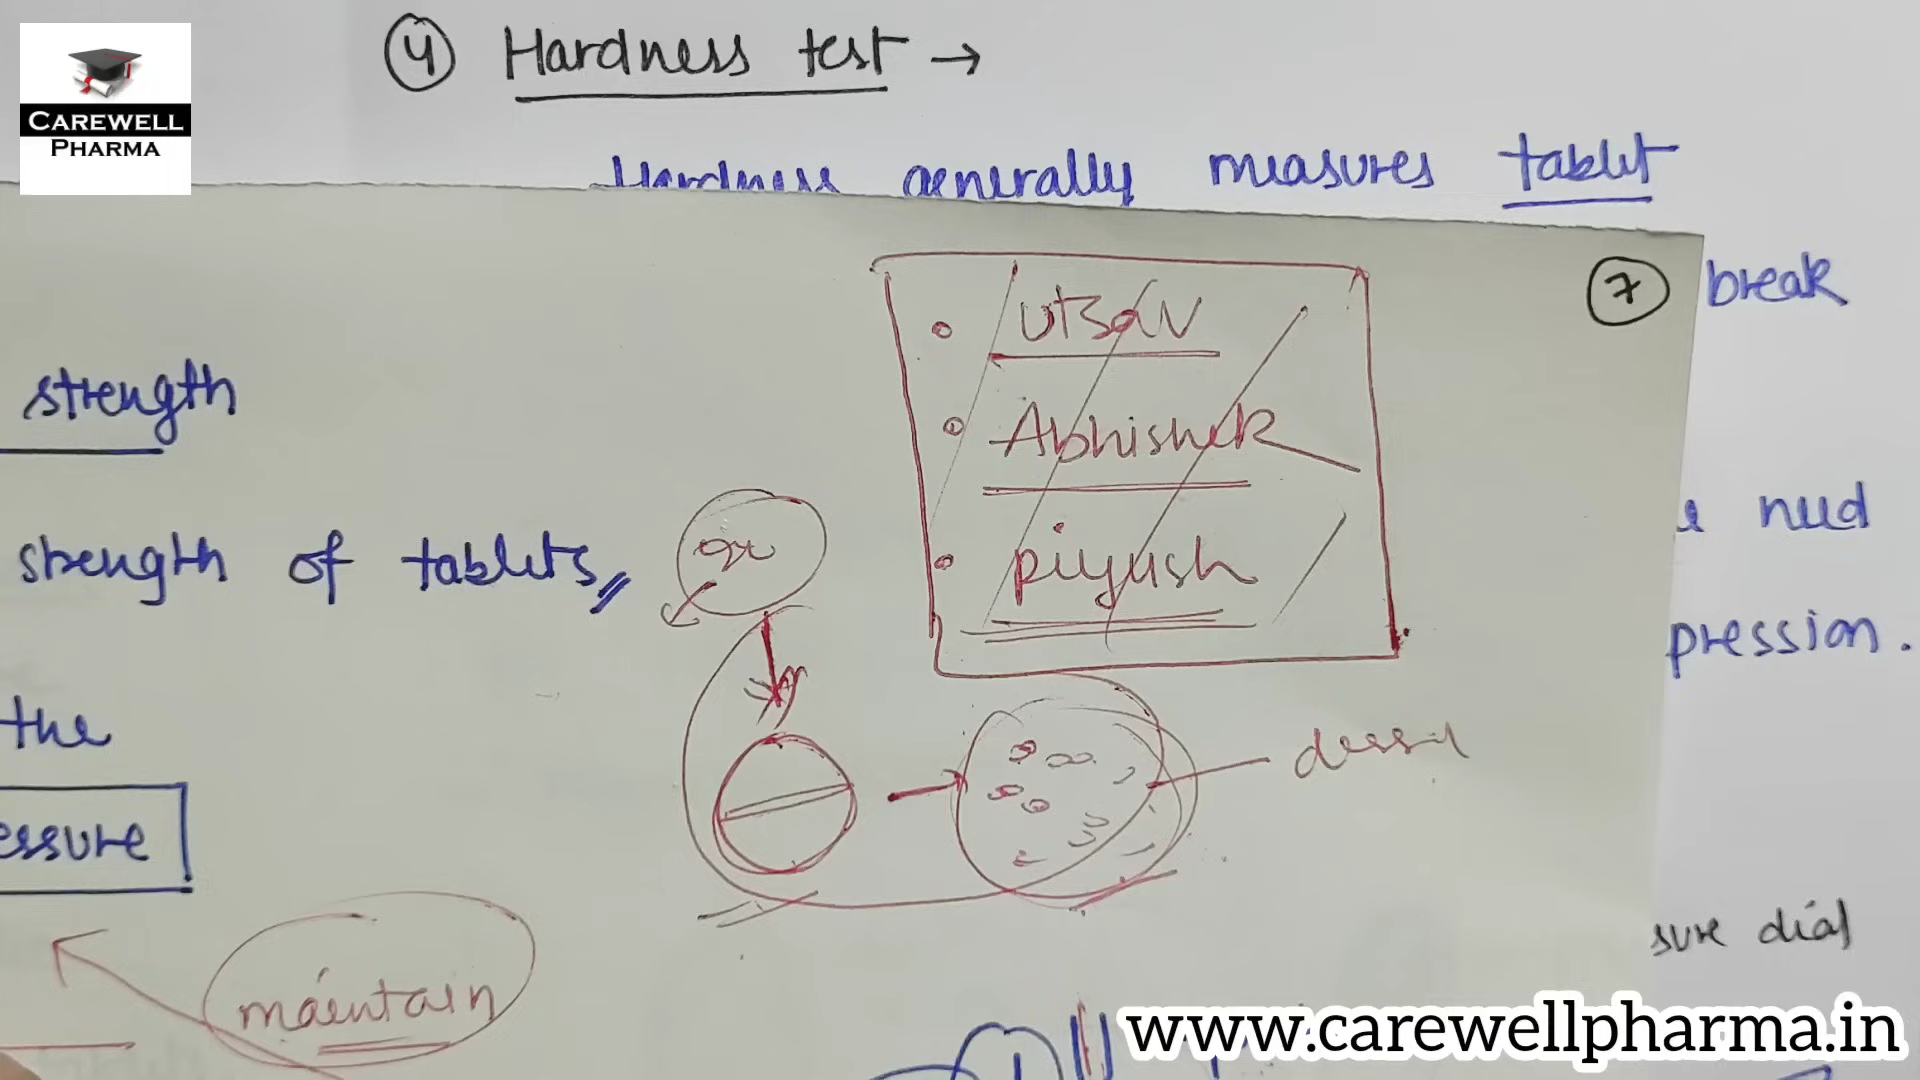 CAREWELL
PHARMA
4 Hardness test →
Hardness generally measures tablet
7 break
utsav
strength
Abhishek
need
strength of tablets,
piyush
pression.
the
essure
sure dial
maintain
www.carewellpharma.in